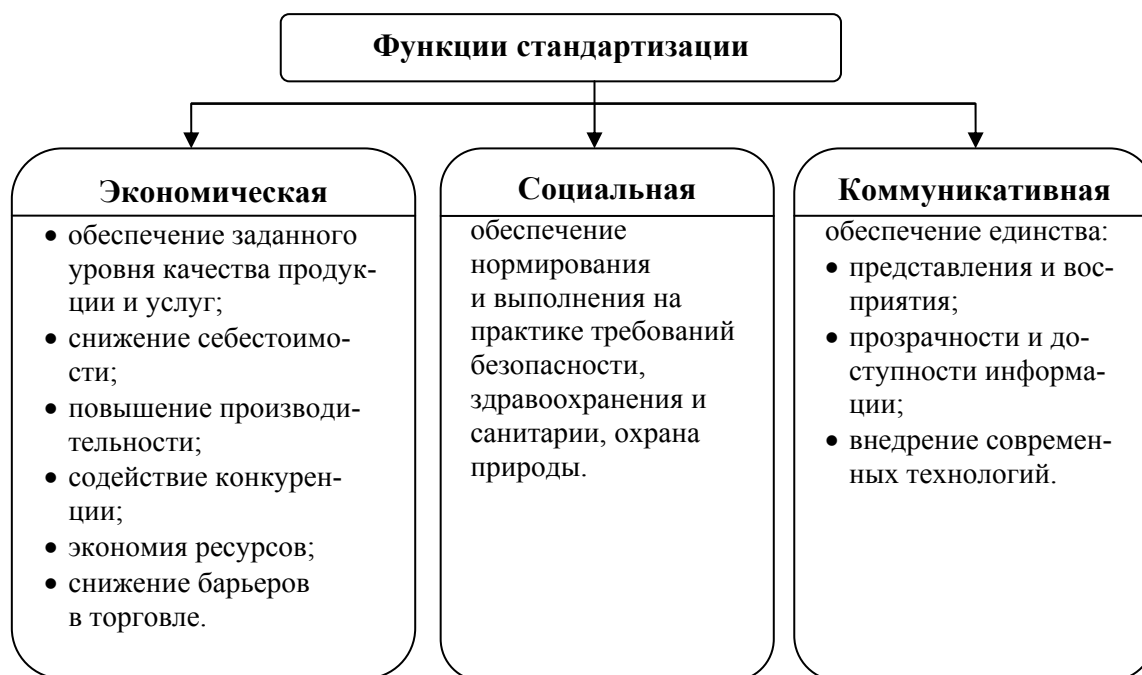 Функции стандартизации
Экономическая
• обеспечение заданного
уровня качества продук-
ции и услуг;
• снижение себестоимо-
сти;
• повышение производи-
тельности;
• содействие конкурен-
ции;
• экономия ресурсов;
• снижение барьеров
в торговле.
Социальная
обеспечение
нормирования
и выполнения на
практике требований
безопасности,
здравоохранения и
санитарии, охрана
природы.
Коммуникативная
обеспечение единства:
• представления и вос-
приятия;
• прозрачности и до-
ступности информа-
ции;
• внедрение современ-
ных технологий.